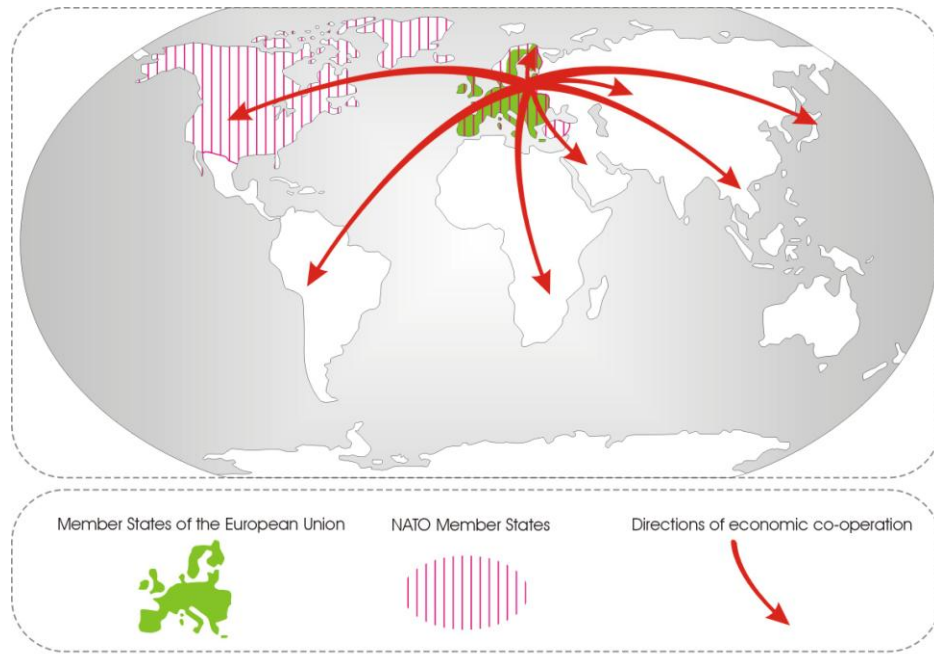 Member States of the European Union
NATO Member States
Directions of economic co-operation